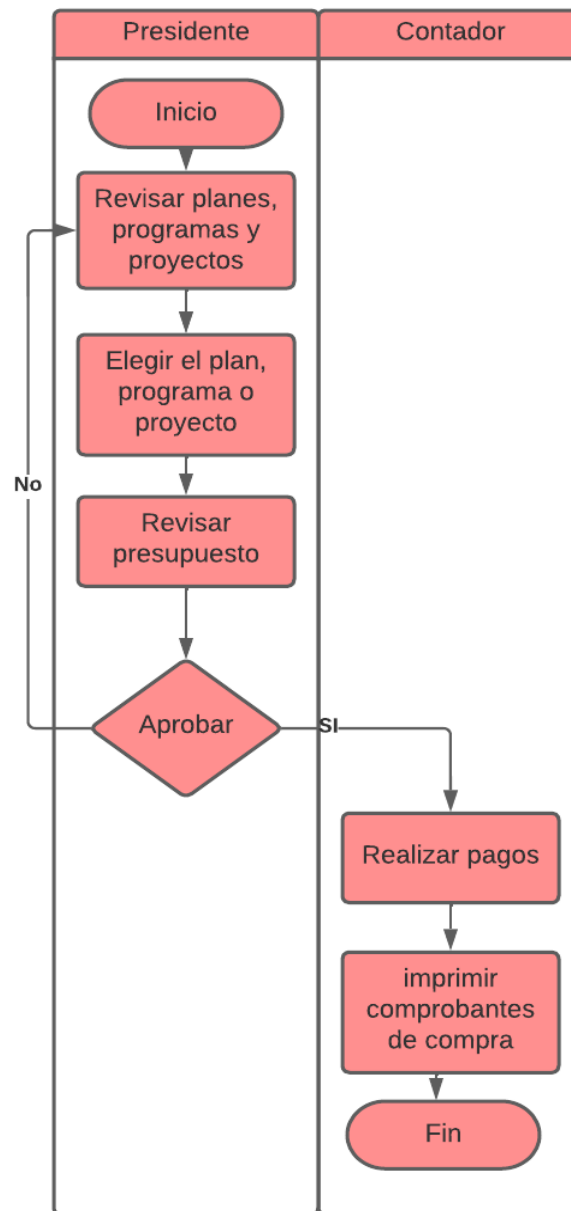 Presidente
Contador
Inicio
Revisar planes,
programas y
proyectos
Elegir el plan,
programa o
proyecto
No
Revisar
presupuesto
Aprobar
SI
Realizar pagos
imprimir
comprobantes
de compra
Fin